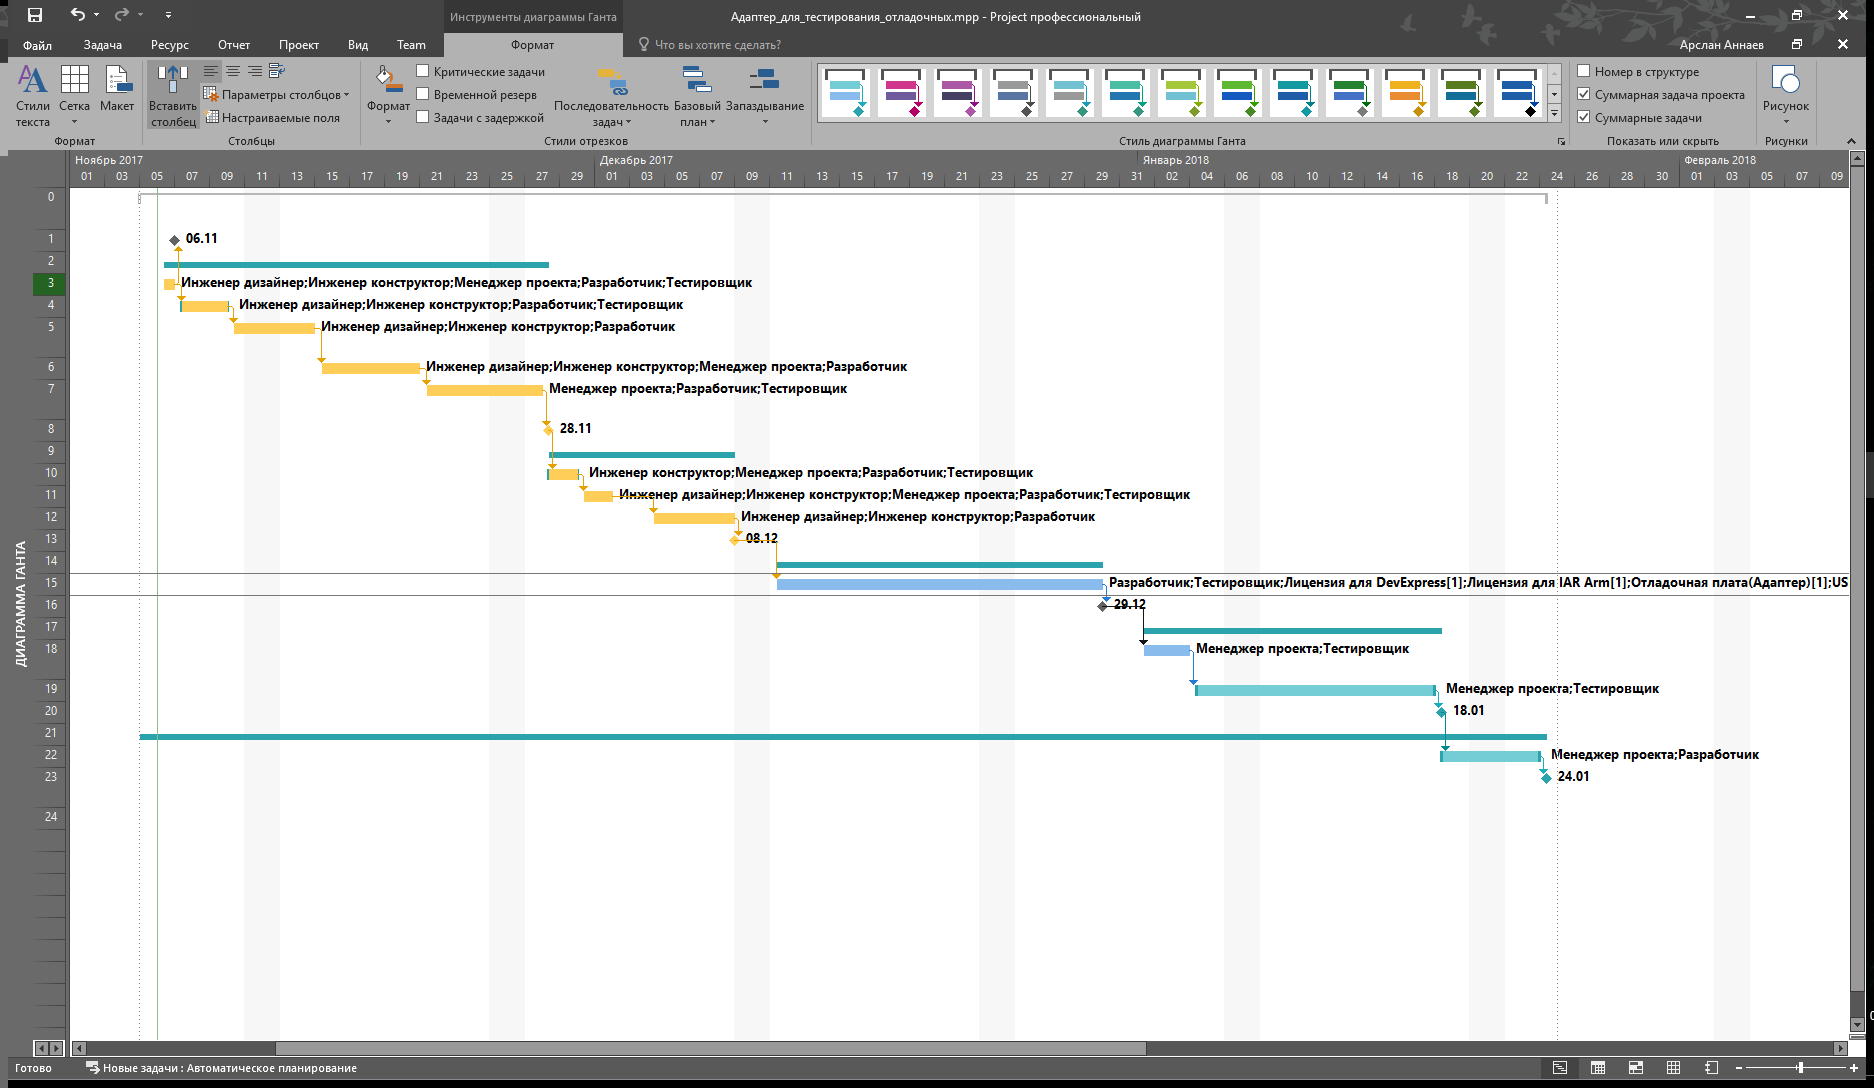 Инструменты диаграммы Ганта
Адаптер_для_тестирования_отладочных.mpp - Project профессиональный
Файл Задача Ресурс Отчет Проект Вид Team Формат Что вы хотите сделать? Арслан Аннаев
Стили текста
Сетка
Макет
Формат
Вставить столбец
Параметры столбцов
Настраиваемые поля
Столбцы
Формат
Критические задачи
Временной резерв
Задачи с задержкой
Последовательность задач
Базовый план
Запаздывание
Стили отрезков
Стиль диаграммы Ганта
Номер в структуре
Суммарная задача проекта
Суммарные задачи
Показать или скрыть
Рисунок
Рисунки
Ноябрь 2017 Декабрь 2017 Январь 2018 Февраль 2018
01 03 05 07 09 11 13 15 17 19 21 23 25 27 29 01 03 05 07 09 11 13 15 17 19 21 23 25 27 29 31 02 04 06 08 10 12 14 16 18 20 22 24 26 28 30 01 03 05 07 09
ДИАГРАММА ГАНТА
0
1 06.11
2
3 Инженер дизайнер;Инженер конструктор;Менеджер проекта;Разработчик;Тестировщик
4 Инженер дизайнер;Инженер конструктор;Разработчик;Тестировщик
5 Инженер дизайнер;Инженер конструктор;Разработчик
6 Инженер дизайнер;Инженер конструктор;Менеджер проекта;Разработчик
7 Менеджер проекта;Разработчик;Тестировщик
8 28.11
9
10 Инженер конструктор;Менеджер проекта;Разработчик;Тестировщик
11 Инженер дизайнер;Инженер конструктор;Менеджер проекта;Разработчик;Тестировщик
12 Инженер дизайнер;Инженер конструктор;Разработчик
13 08.12
14
15 Разработчик;Тестировщик;Лицензия для DevExpress[1];Лицензия для IAR Arm[1];Отладочная плата(Адаптер)[1];US
16 29.12
17
18 Менеджер проекта;Тестировщик
19 Менеджер проекта;Тестировщик
20 18.01
21
22 Менеджер проекта;Разработчик
23 24.01
24
Готово Новые задачи : Автоматическое планирование